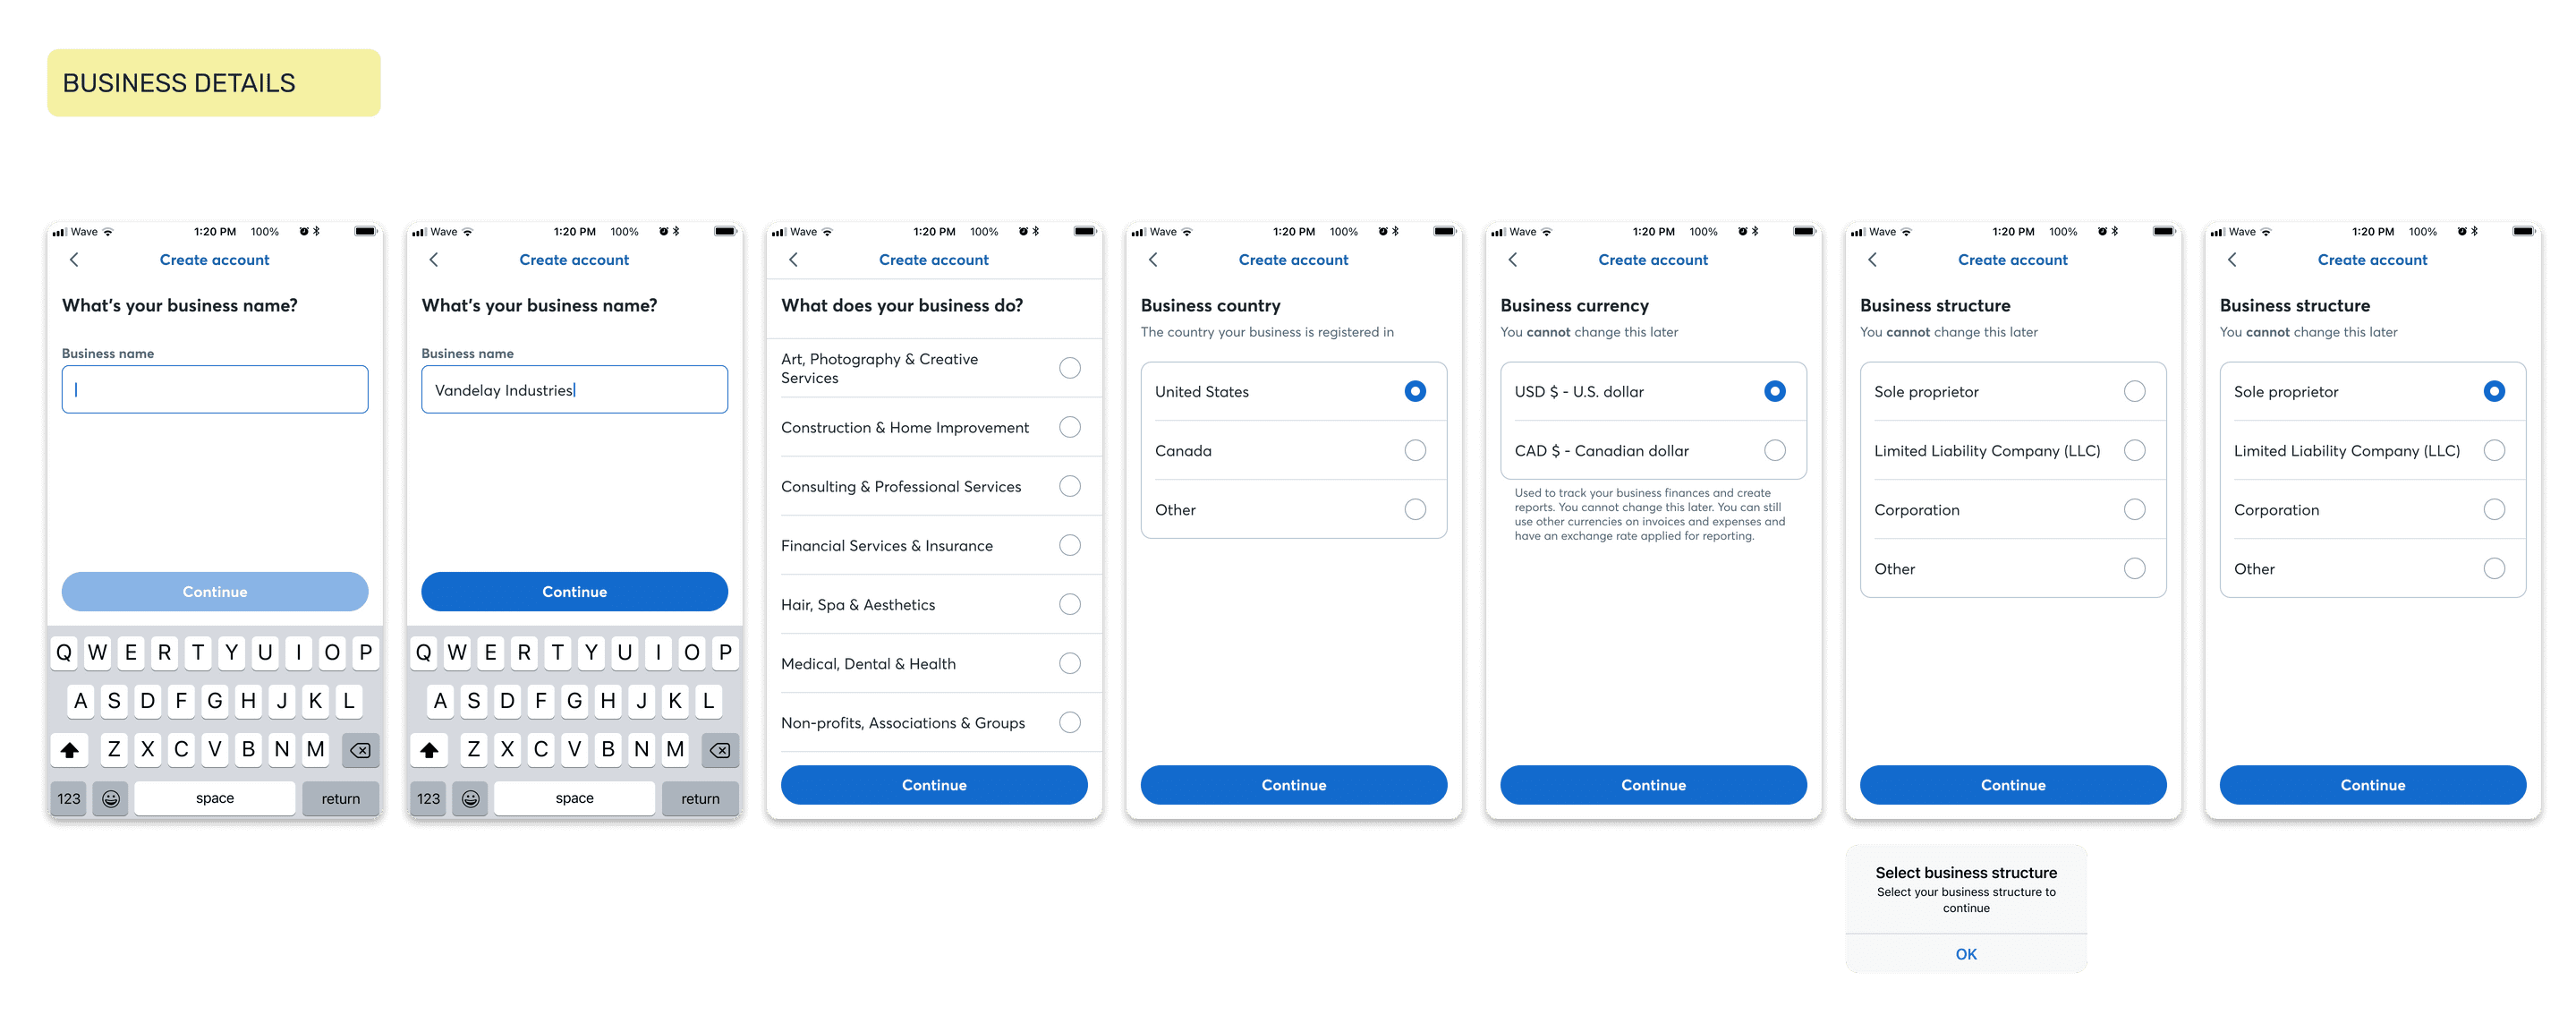 BUSINESS DETAILS
Wave 1:20 PM 100%
Create account
What's your business name?
Business name
Continue
Q W E R T Y U I O P
A S D F G H J K L
Z X C V B N M
123 space return
Wave 1:20 PM 100%
Create account
What's your business name?
Business name
Vandelay Industries
Continue
Q W E R T Y U I O P
A S D F G H J K L
Z X C V B N M
123 space return
Wave 1:20 PM 100%
Create account
What does your business do?
Art, Photography & Creative
Services
Construction & Home Improvement
Consulting & Professional Services
Financial Services & Insurance
Hair, Spa & Aesthetics
Medical, Dental & Health
Non-profits, Associations & Groups
Continue
Wave 1:20 PM 100%
Create account
Business country
The country your business is registered in
United States
Canada
Other
Continue
Wave 1:20 PM 100%
Create account
Business currency
You cannot change this later
USD $ - U.S. dollar
CAD $ - Canadian dollar
Used to track your business finances and create
reports. You cannot change this later. You can still
use other currencies on invoices and expenses and
have an exchange rate applied for reporting.
Continue
Wave 1:20 PM 100%
Create account
Business structure
You cannot change this later
Sole proprietor
Limited Liability Company (LLC)
Corporation
Other
Continue
Select business structure
Select your business structure to
continue
OK
Wave 1:20 PM 100%
Create account
Business structure
You cannot change this later
Sole proprietor
Limited Liability Company (LLC)
Corporation
Other
Continue